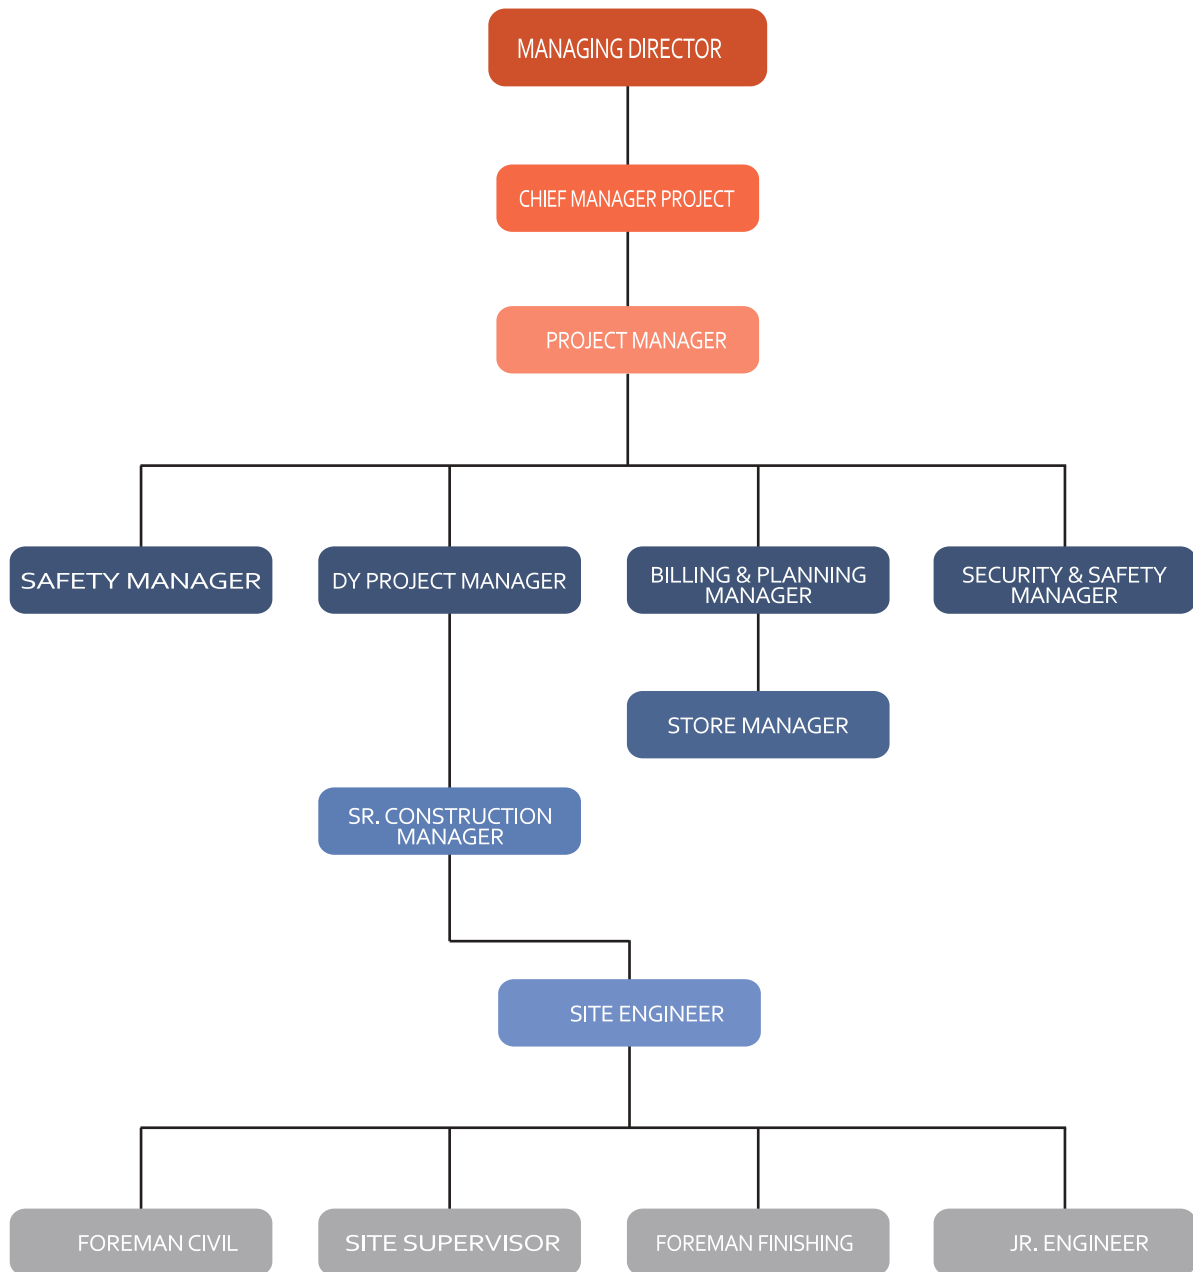 MANAGING DIRECTOR
CHIEF MANAGER PROJECT
PROJECT MANAGER
SAFETY MANAGER
DY PROJECT MANAGER
BILLING & PLANNING
MANAGER
SECURITY & SAFETY
MANAGER
STORE MANAGER
SR. CONSTRUCTION
MANAGER
SITE ENGINEER
FOREMAN CIVIL
SITE SUPERVISOR
FOREMAN FINISHING
JR. ENGINEER